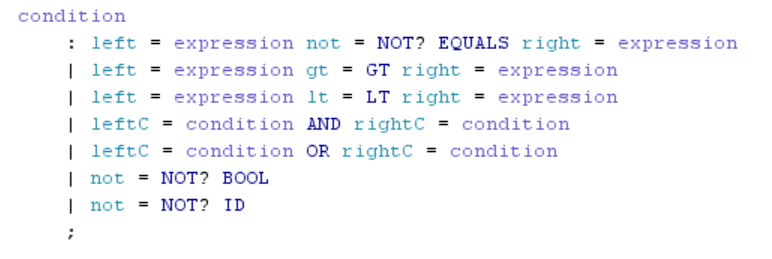 condition
: left = expression not = NOT? EQUALS right = expression
| left = expression gt = GT right = expression
| left = expression lt = LT right = expression
| leftC = condition AND rightC = condition
| leftC = condition OR rightC = condition
| not = NOT? BOOL
| not = NOT? ID
;